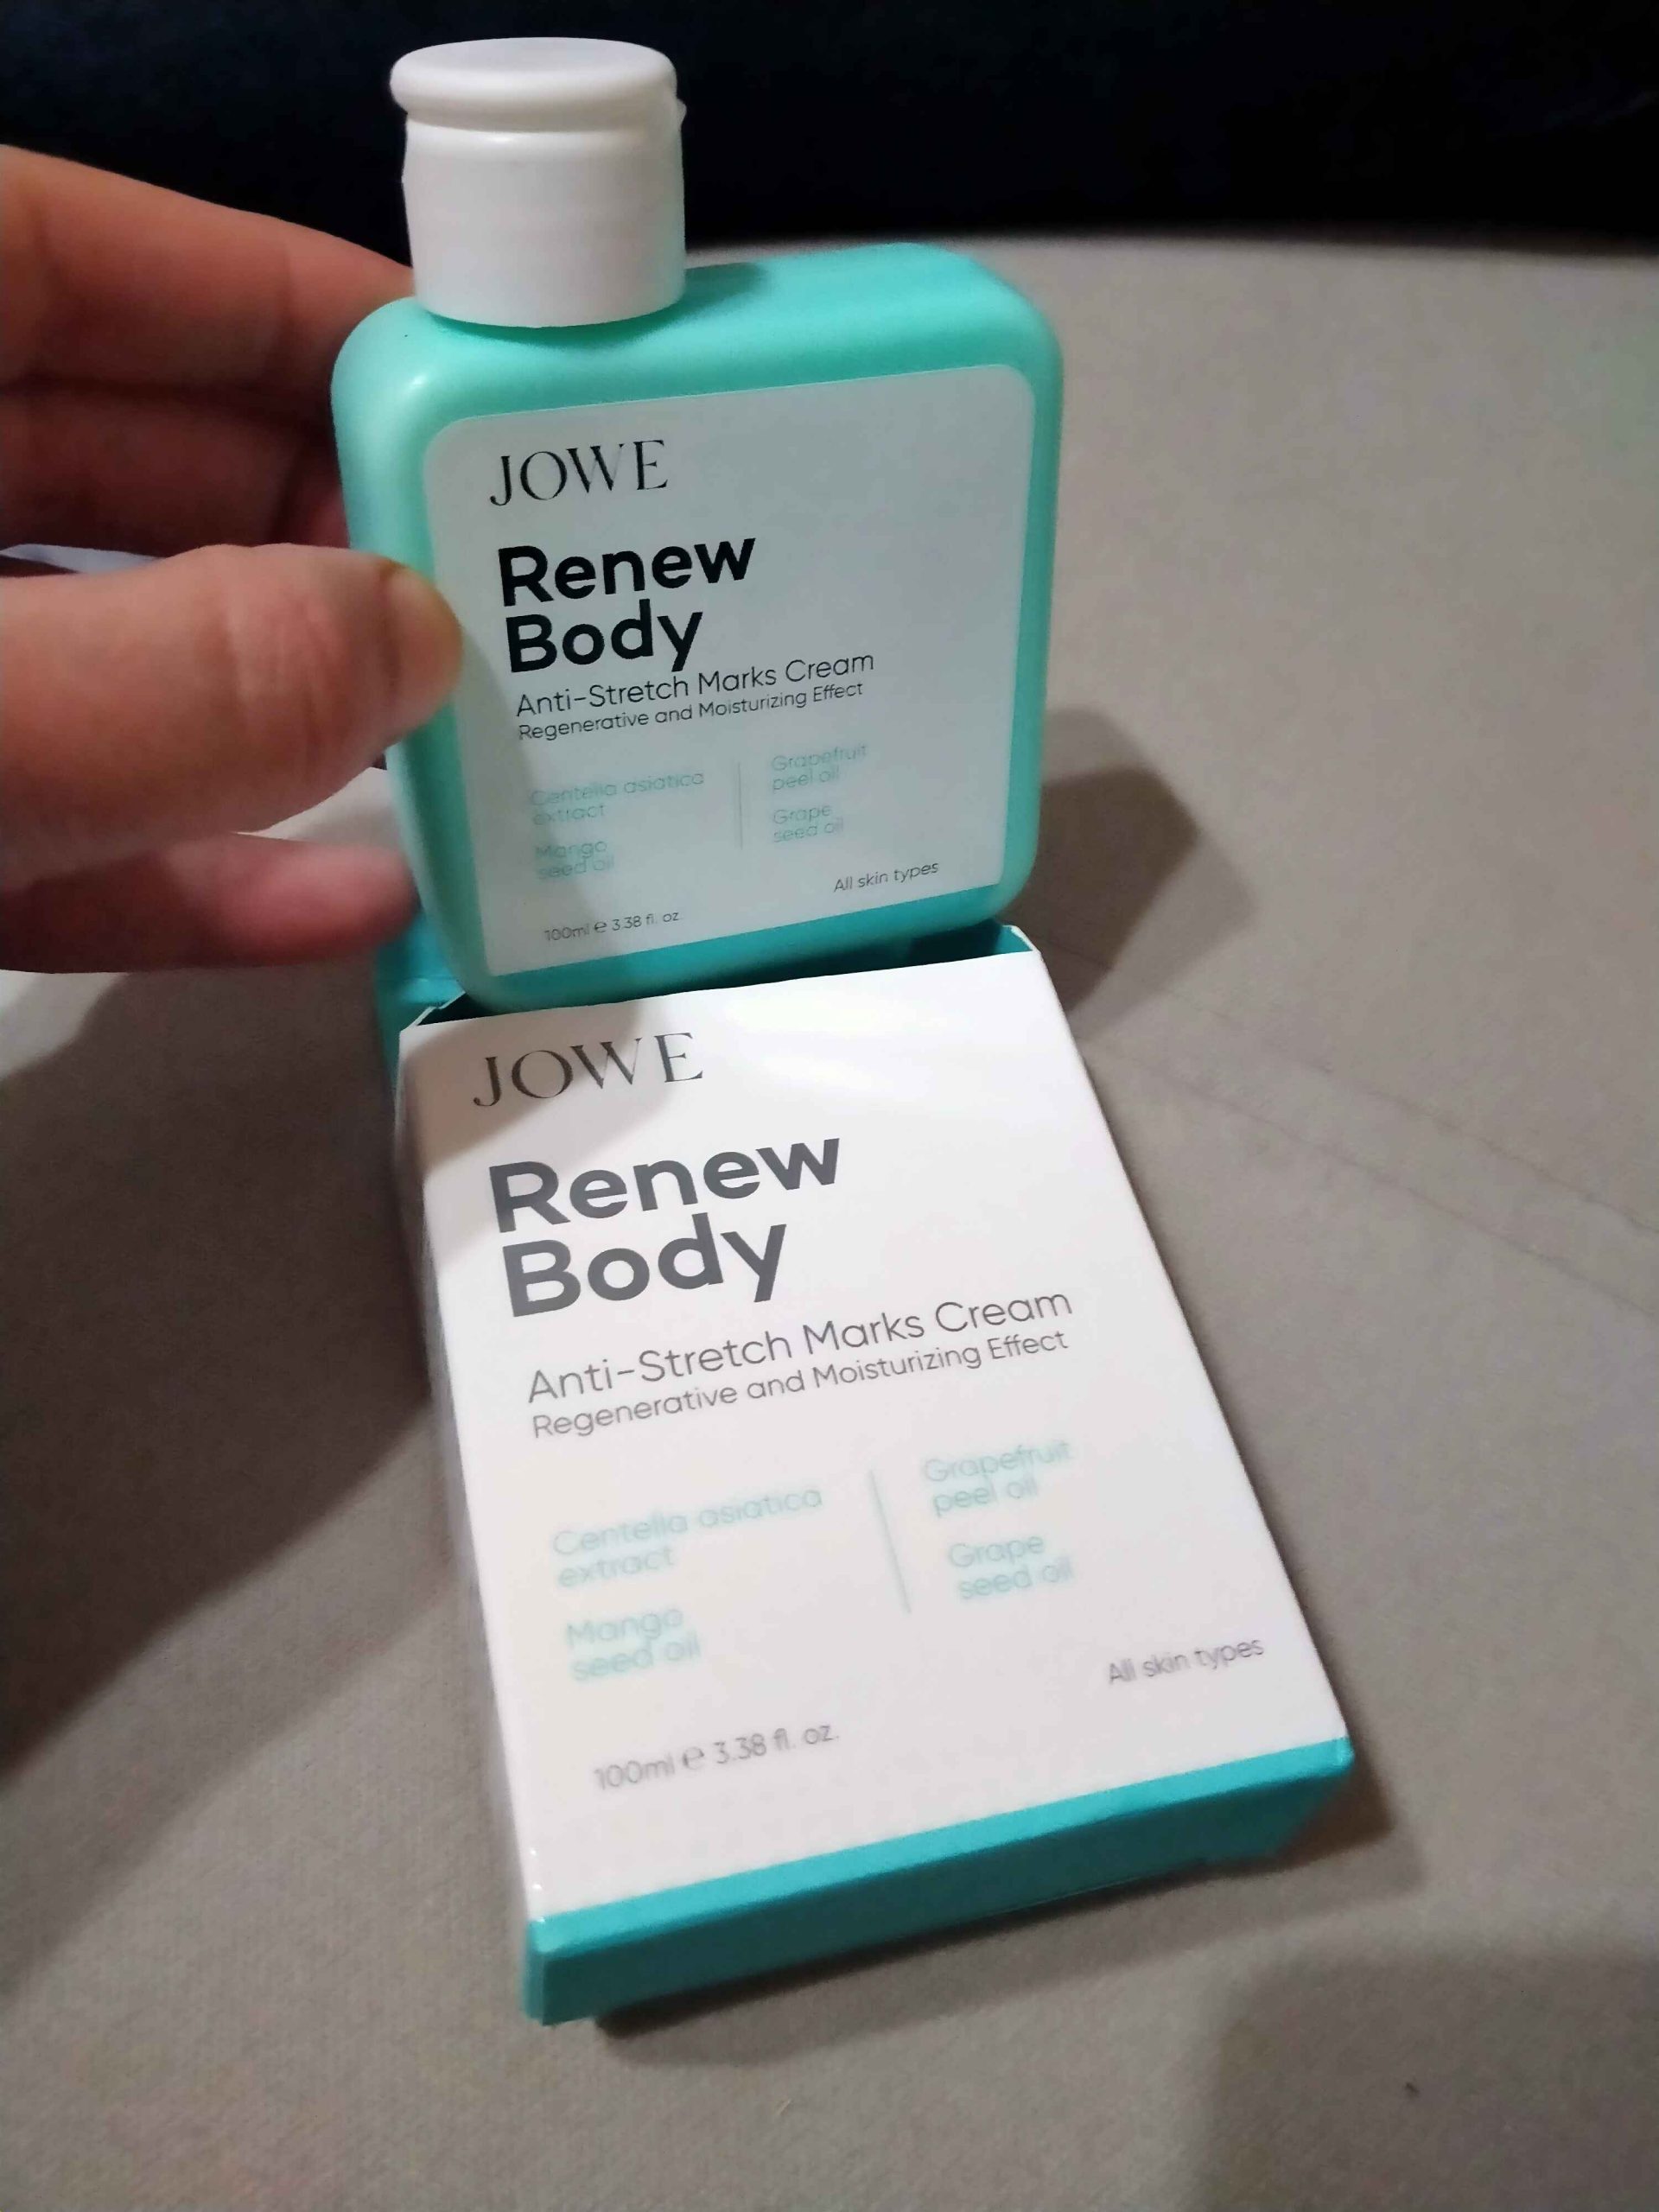 JOWE
Renew
Body
Anti-Stretch Marks Cream
Regenerative and Moisturizing Effect
Centella asiatica
extract
Mango
seed oil
Grapefruit
peel oil
Grape
seed oil
All skin types
100ml ℮ 3.38 fl. oz.
JOWE
Renew
Body
Anti-Stretch Marks Cream
Regenerative and Moisturizing Effect
Centella asiatica
extract
Mango
seed oil
Grapefruit
peel oil
Grape
seed oil
All skin types
100ml ℮ 3.38 fl. oz.